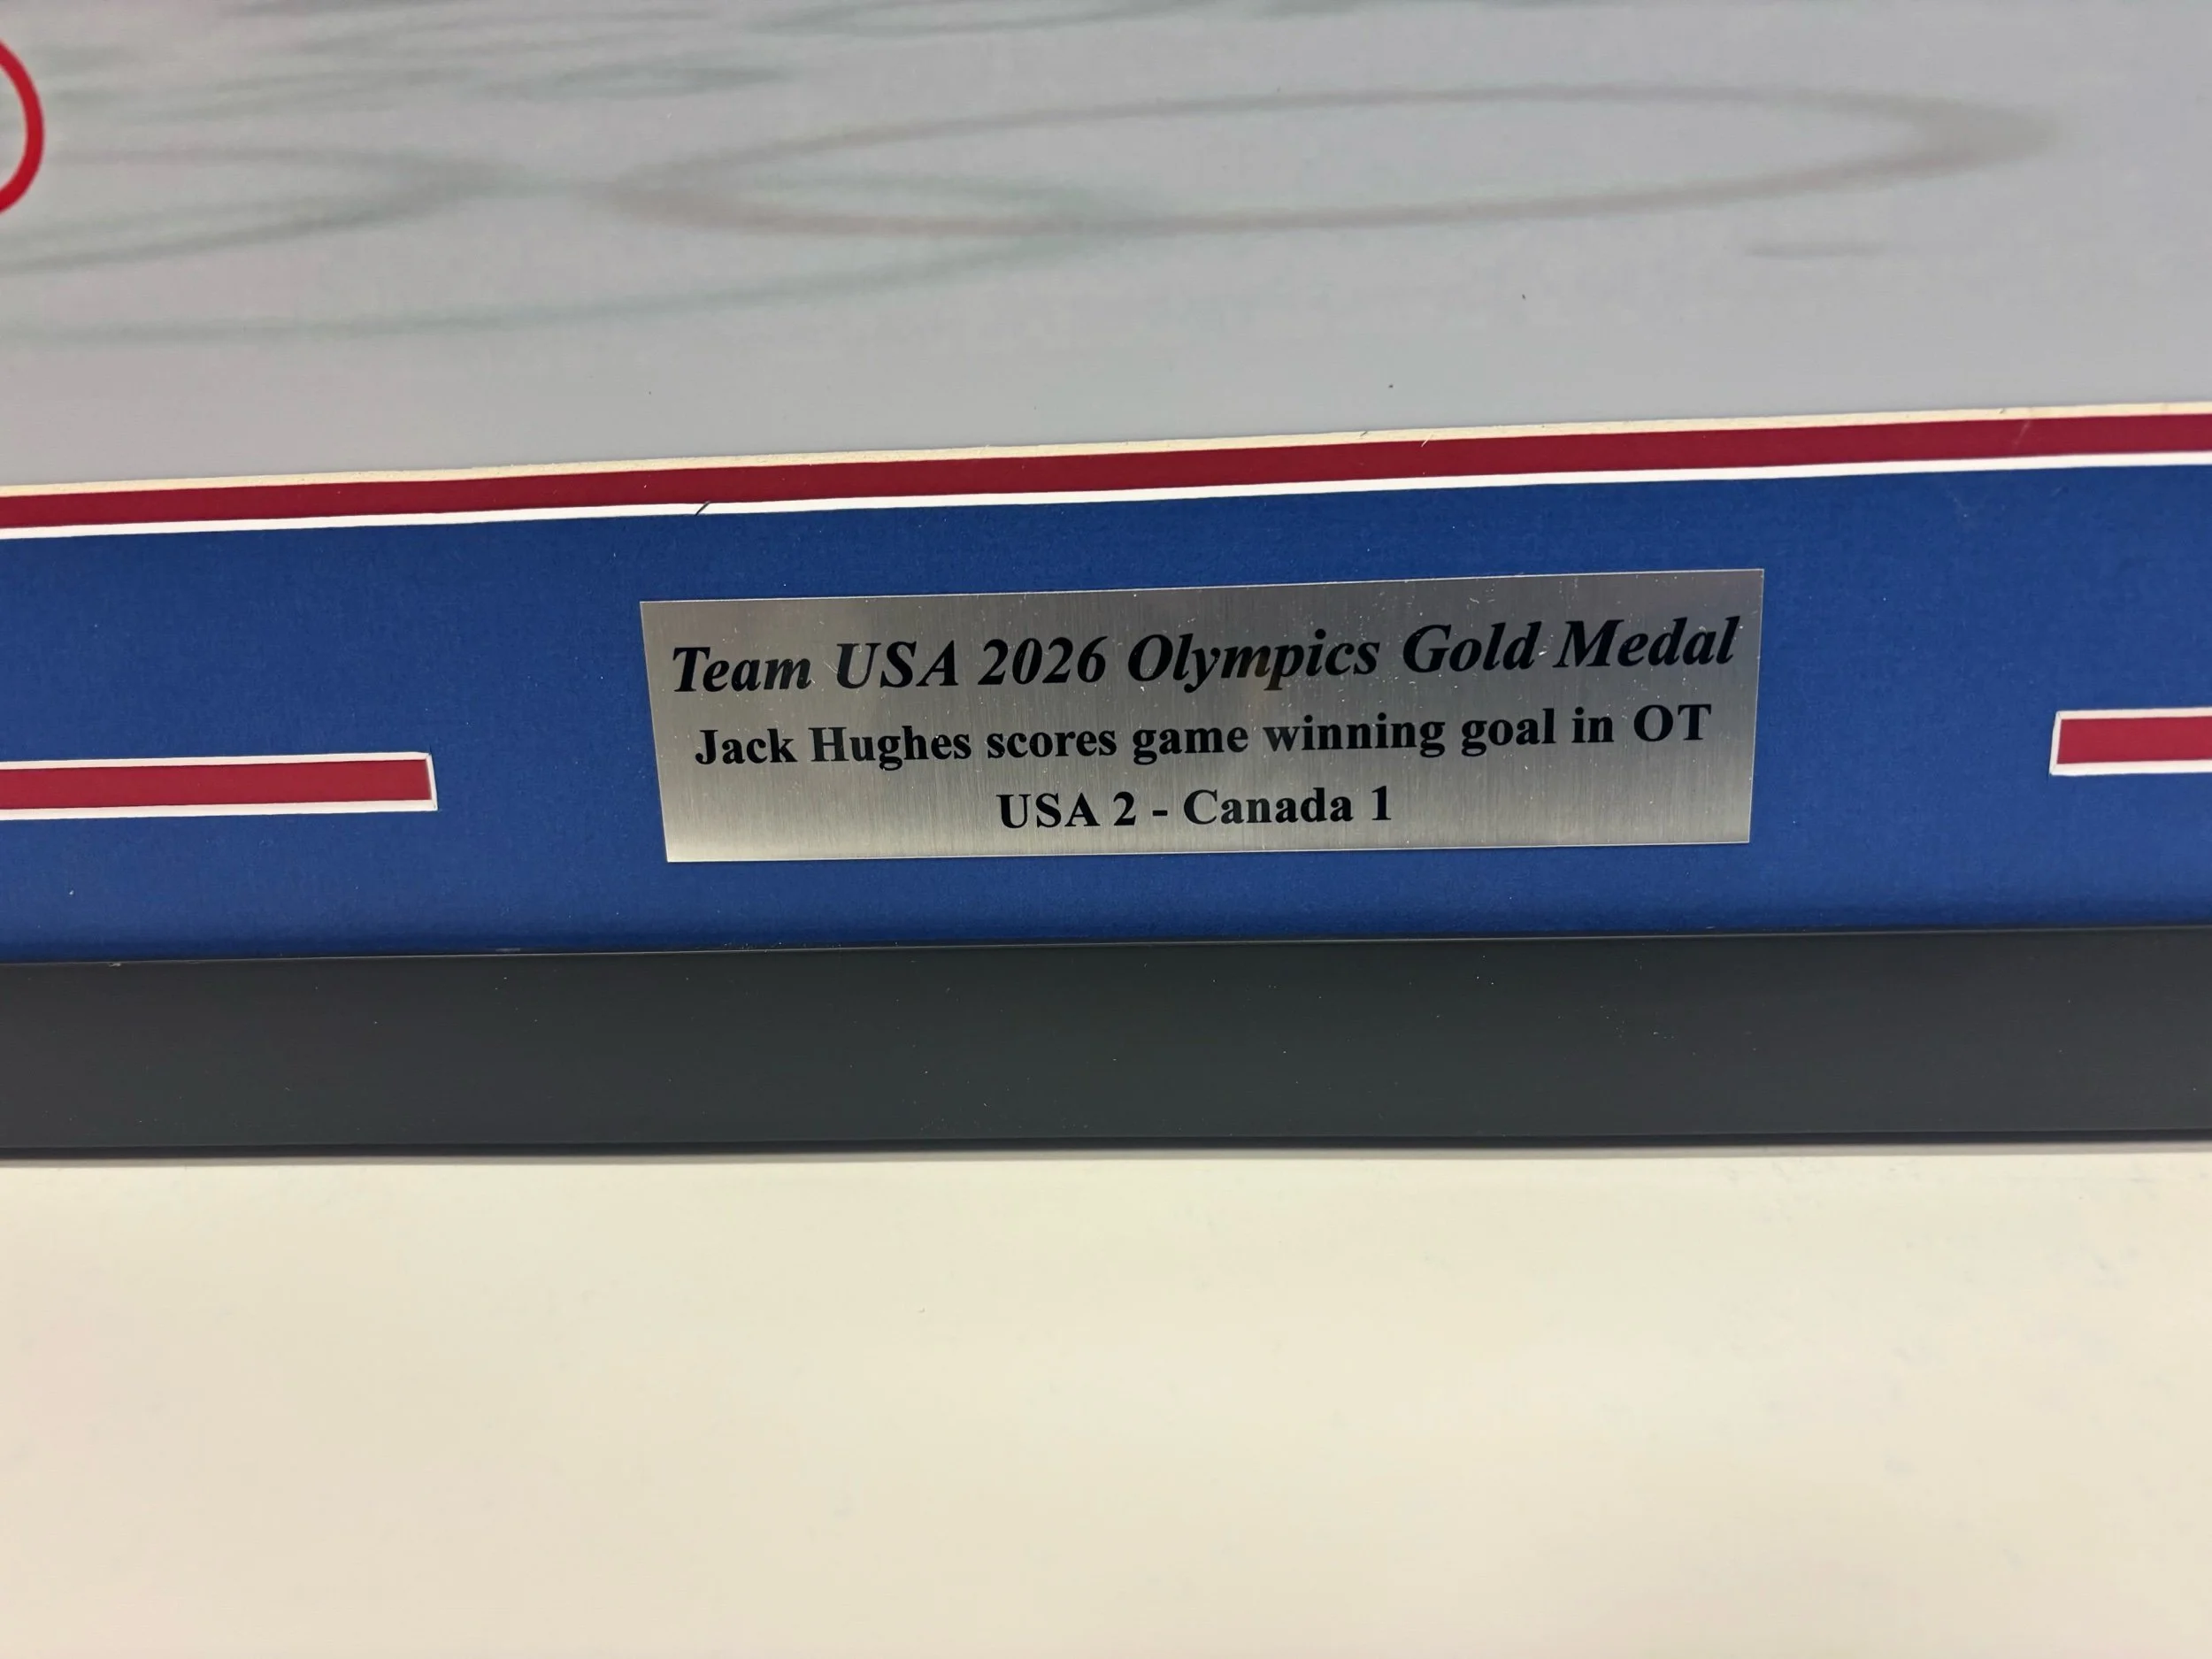 Team USA 2026 Olympics Gold Medal
Jack Hughes scores game winning goal in OT
USA 2 - Canada 1